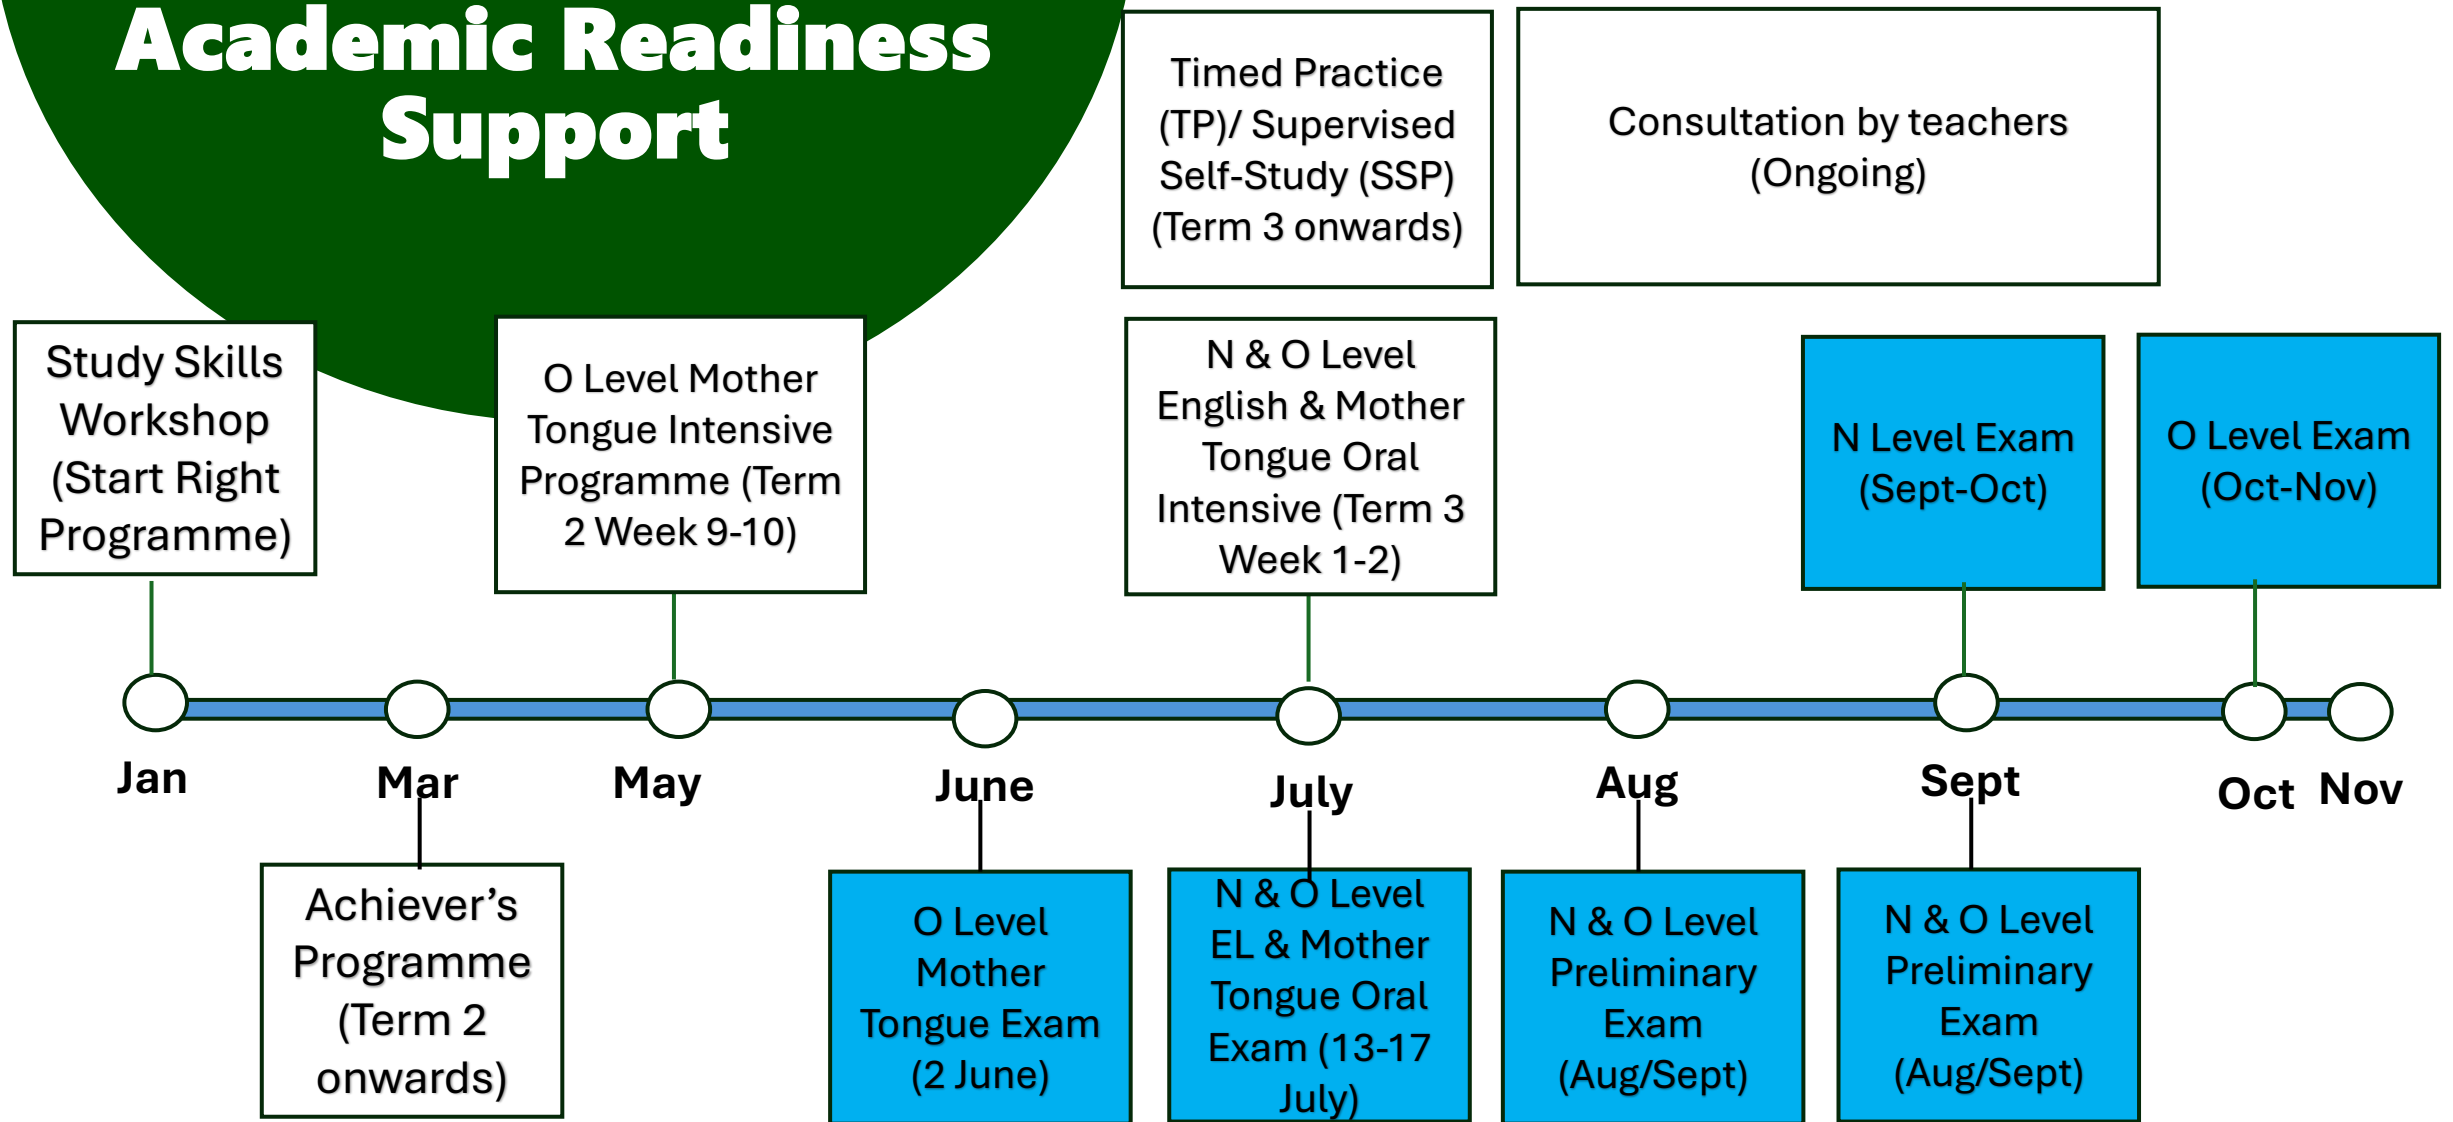 Academic Readiness
Support
Timed Practice
(TP)/ Supervised
Self-Study (SSP)
(Term 3 onwards)
Consultation by teachers
(Ongoing)
Study Skills
Workshop
(Start Right
Programme)
O Level Mother
Tongue Intensive
Programme (Term
2 Week 9-10)
N & O Level
English & Mother
Tongue Oral
Intensive (Term 3
Week 1-2)
N Level Exam
(Sept-Oct)
O Level Exam
(Oct-Nov)
Jan
Mar
May
June
July
Aug
Sept
Oct
Nov
Achiever’s
Programme
(Term 2
onwards)
O Level
Mother
Tongue Exam
(2 June)
N & O Level
EL & Mother
Tongue Oral
Exam (13-17
July)
N & O Level
Preliminary
Exam
(Aug/Sept)
N & O Level
Preliminary
Exam
(Aug/Sept)